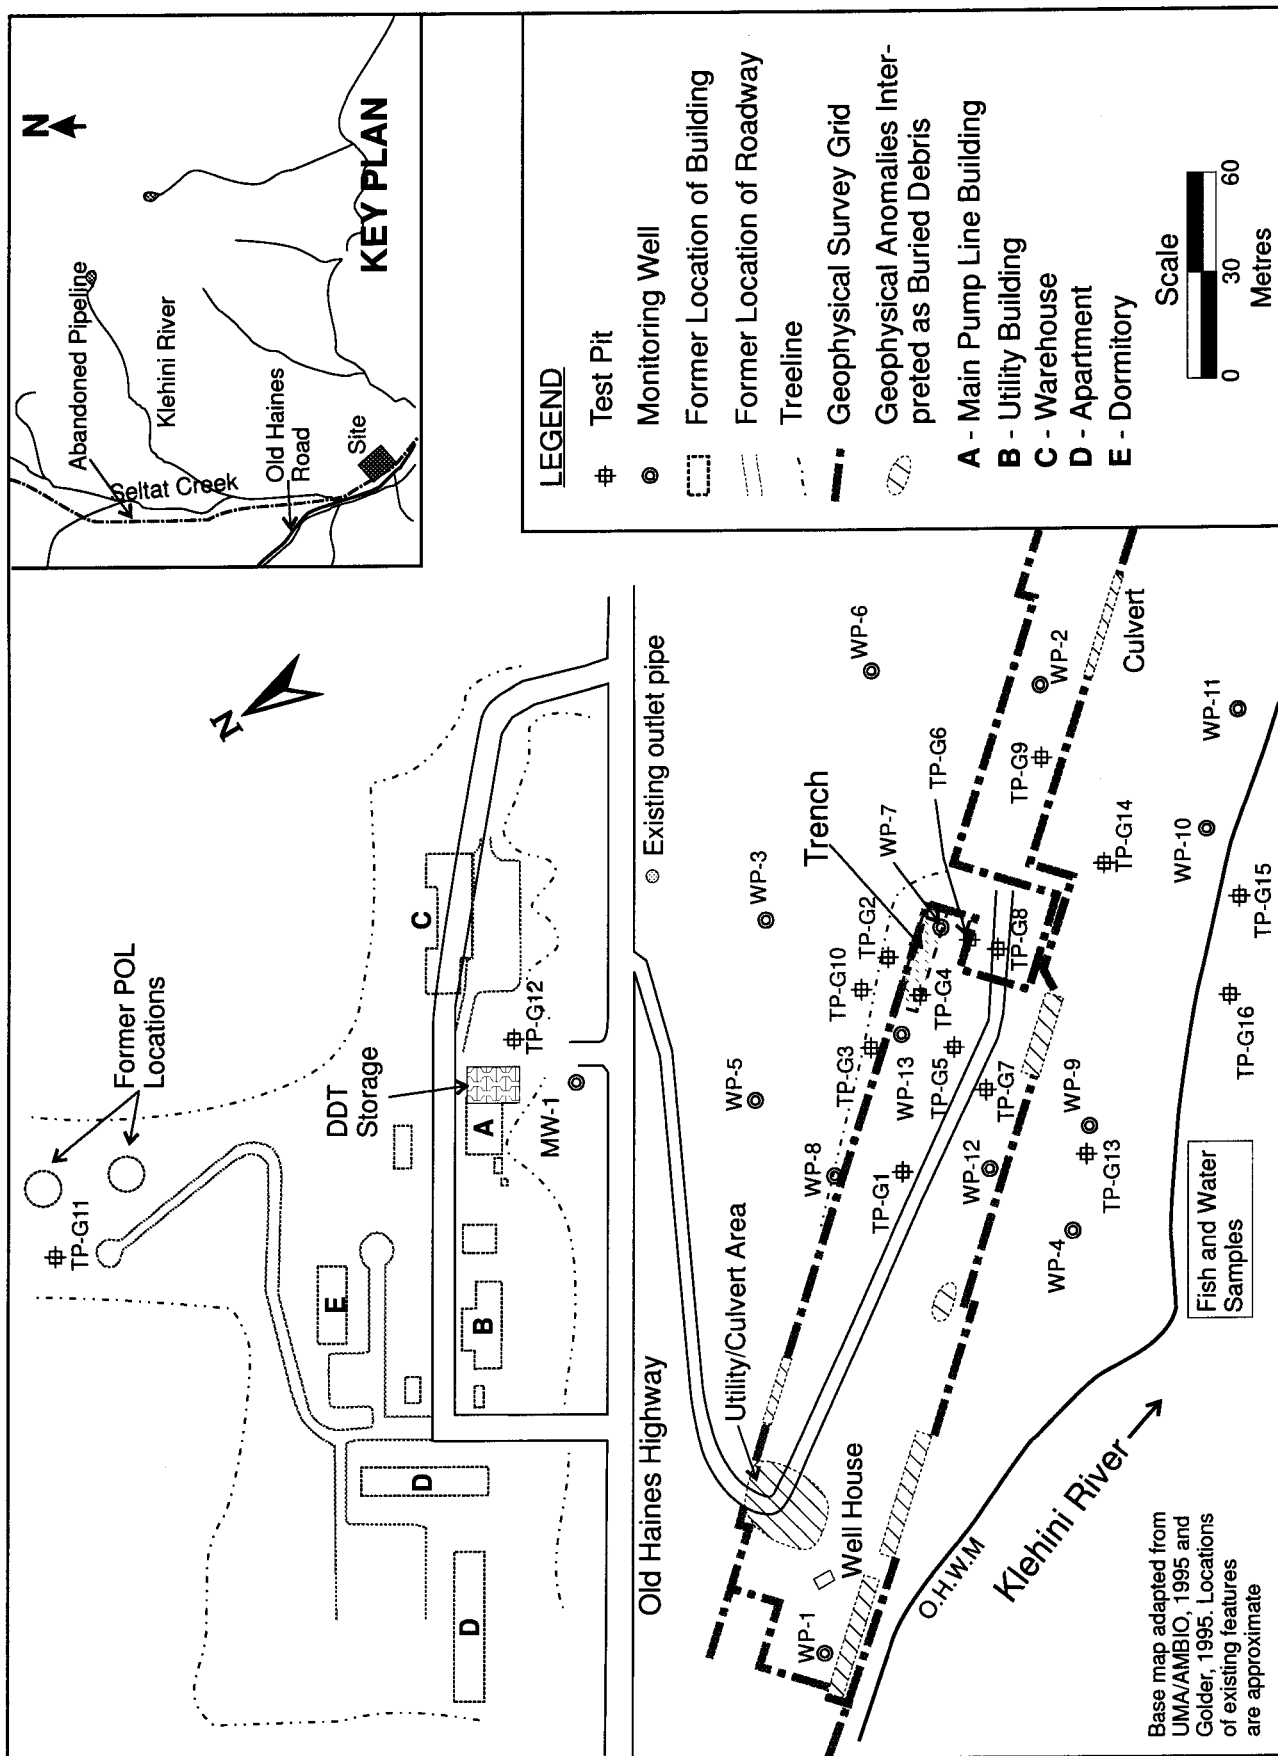 N
Abandoned Pipeline
Klehini River
Seltat Creek
Old Haines
Road
Site
KEY PLAN
LEGEND
Test Pit
Monitoring Well
Former Location of Building
Former Location of Roadway
Treeline
Geophysical Survey Grid
Geophysical Anomalies Inter-
preted as Buried Debris
A - Main Pump Line Building
B - Utility Building
C - Warehouse
D - Apartment
E - Dormitory
Scale
0 30 60
Metres
N
Former POL
Locations
TP-G11
DDT
Storage
C
TP-G12
A
MW-1
E
B
D
D
Old Haines Highway
Existing outlet pipe
Utility/Culvert Area
WP-8
WP-5
WP-3
WP-6
Trench
WP-7
TP-G6
TP-G2
TP-G10
TP-G3
TP-G4
WP-13
TP-G5
TP-G1
TP-G7
TP-G8
TP-G9
WP-2
Culvert
WP-12
WP-9
TP-G13
WP-4
TP-G14
WP-10
WP-11
TP-G15
TP-G16
Well House
WP-1
O.H.W.M
Klehini River
Fish and Water
Samples
Base map adapted from
UMA/AMBIO, 1995 and
Golder, 1995. Locations
of existing features
are approximate